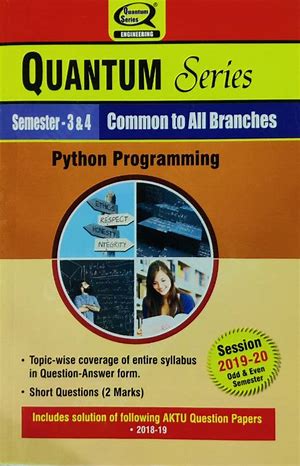 Quantum
Series
ENGINEERING
QUANTUM Series
Semester - 3 & 4 Common to All Branches
Python Programming
ETHICS
RESPECT
HONESTY
INTEGRITY
Session
2019-20
Odd & Even
Semester
• Topic-wise coverage of entire syllabus
in Question-Answer form.
• Short Questions (2 Marks)
Includes solution of following AKTU Question Papers
• 2018-19